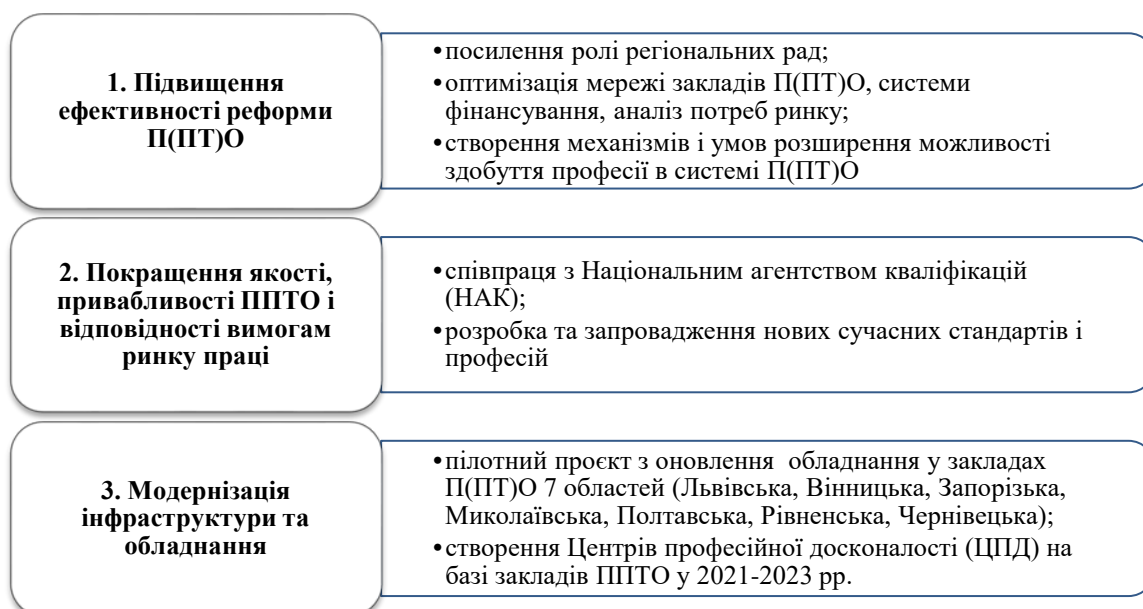 1. Підвищення
ефективності реформи
П(ПТ)О
•посилення ролі регіональних рад;
•оптимізація мережі закладів П(ПТ)О, системи
фінансування, аналіз потреб ринку;
•створення механізмів і умов розширення можливості
здобуття професії в системі П(ПТ)О
2. Покращення якості,
привабливості ППТО і
відповідності вимогам
ринку праці
•співпраця з Національним агентством кваліфікацій
(НАК);
•розробка та запровадження нових сучасних стандартів і
професій
3. Модернізація
інфраструктури та
обладнання
•пілотний проєкт з оновлення обладнання у закладах
П(ПТ)О 7 областей (Львівська, Вінницька, Запорізька,
Миколаївська, Полтавська, Рівненська, Чернівецька);
•створення Центрів професійної досконалості (ЦПД) на
базі закладів ППТО у 2021-2023 рр.